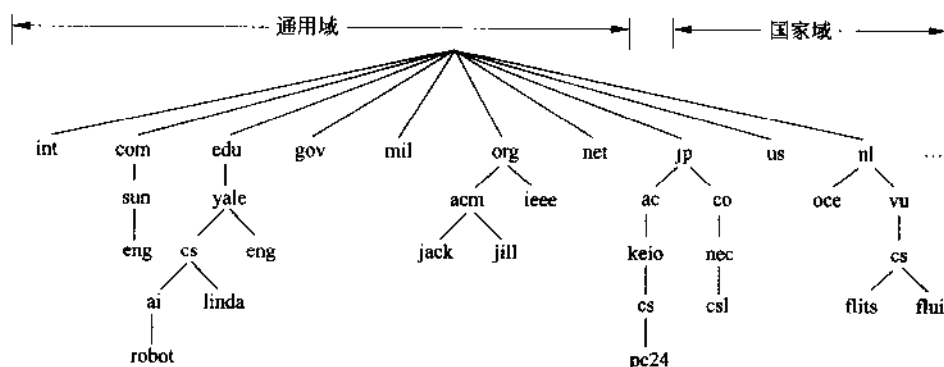 通用域 国家域
int com edu gov mil org net jp us nl ...
sun yale acm ieee ac co oce vu
eng cs eng jack jill keio nec cs
ai linda cs csl flits flui
robot pc24